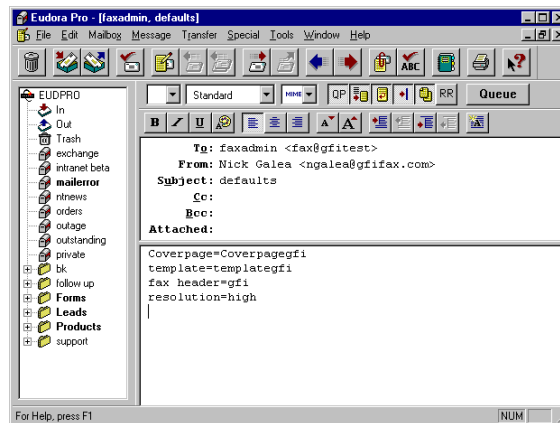 Eudora Pro - [faxadmin, defaults]
File Edit Mailbox Message Transfer Special Tools Window Help
Standard MIME QP RR Queue
B I U A A
ABC
EUDPRO
In
Out
Trash
exchange
intranet beta
mailerror
ntnews
orders
outage
outstanding
private
bk
follow up
Forms
Leads
Products
support
To: faxadmin <fax@gfitest>
From: Nick Galea <ngalea@gfifax.com>
Subject: defaults
Cc:
Bcc:
Attached:
Coverpage=Coverpagegfi
template=templategfi
fax header=gfi
resolution=high
For Help, press F1
NUM